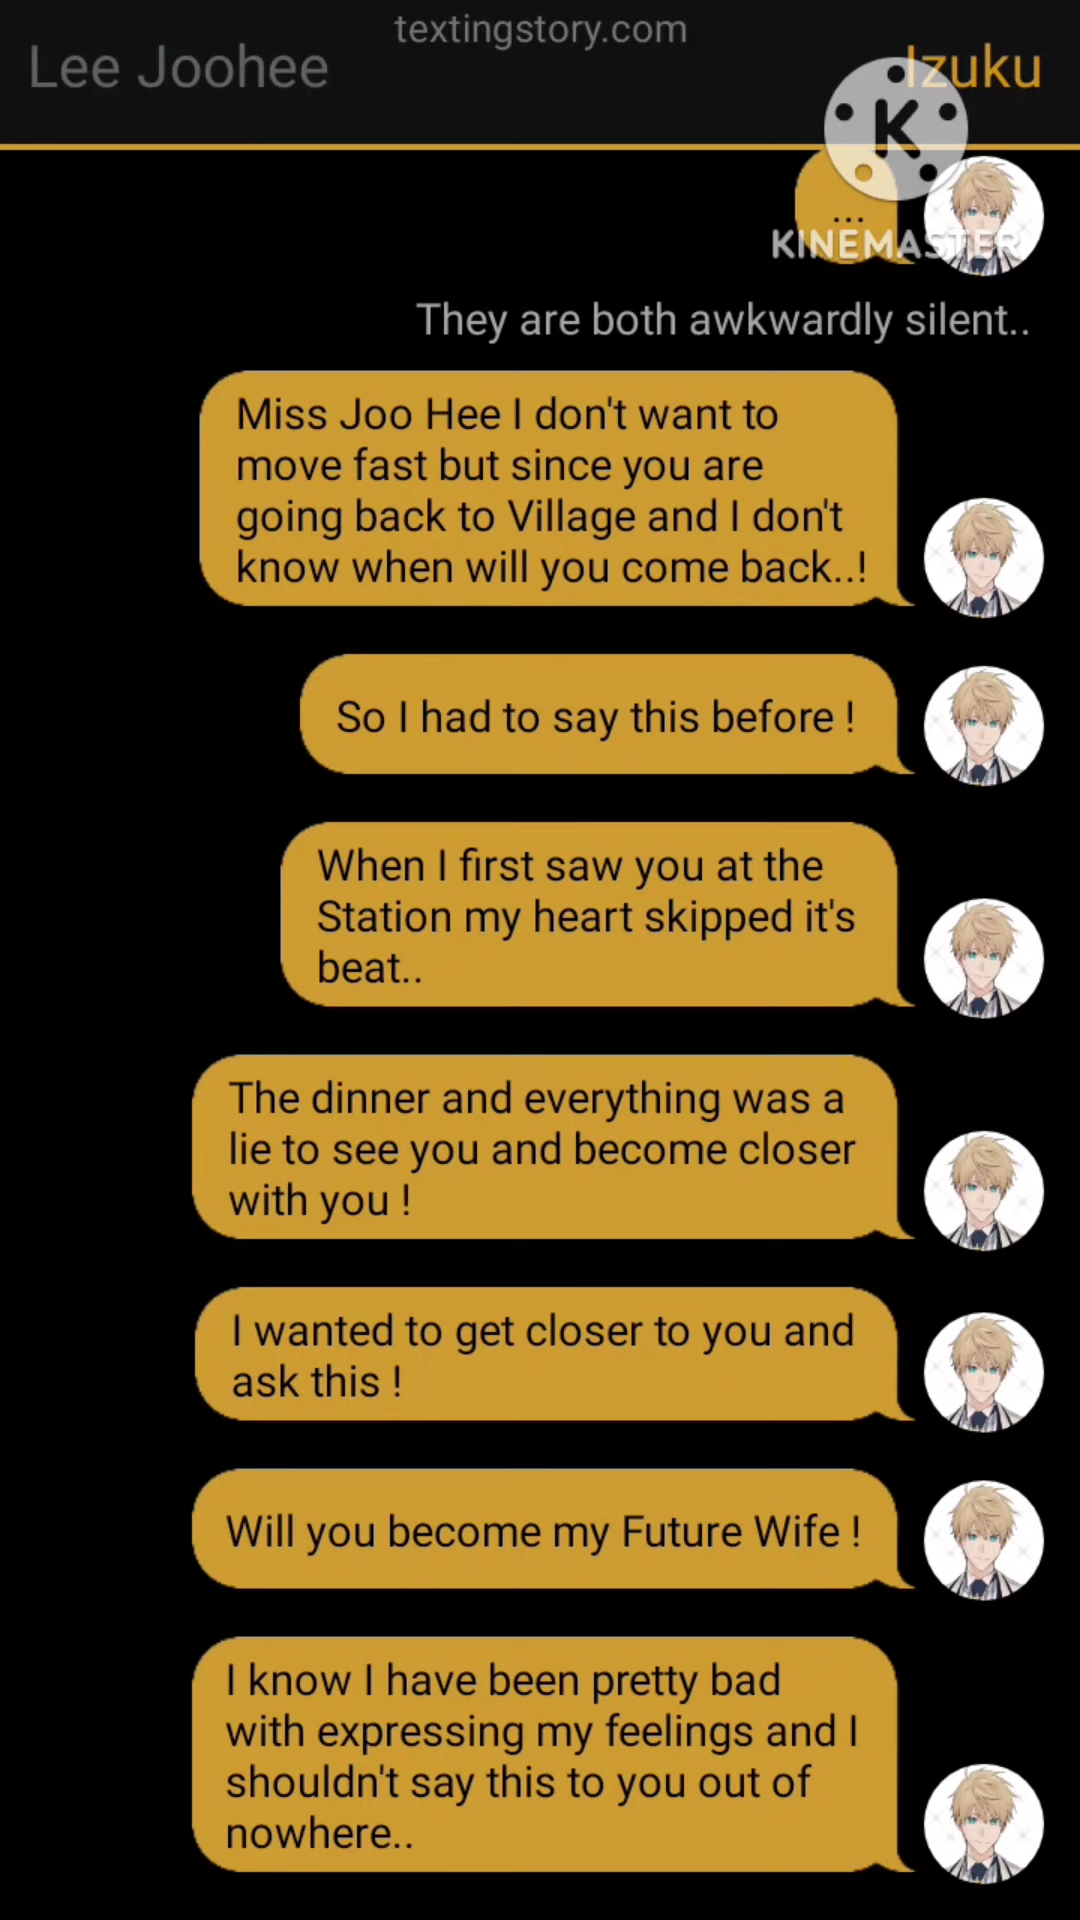 textingstory.com
Lee Joohee
Izuku
K
...
KINEMASTER
They are both awkwardly silent..
Miss Joo Hee I don't want to
move fast but since you are
going back to Village and I don't
know when will you come back..!
So I had to say this before !
When I first saw you at the
Station my heart skipped it's
beat..
The dinner and everything was a
lie to see you and become closer
with you !
I wanted to get closer to you and
ask this !
Will you become my Future Wife !
I know I have been pretty bad
with expressing my feelings and I
shouldn't say this to you out of
nowhere..